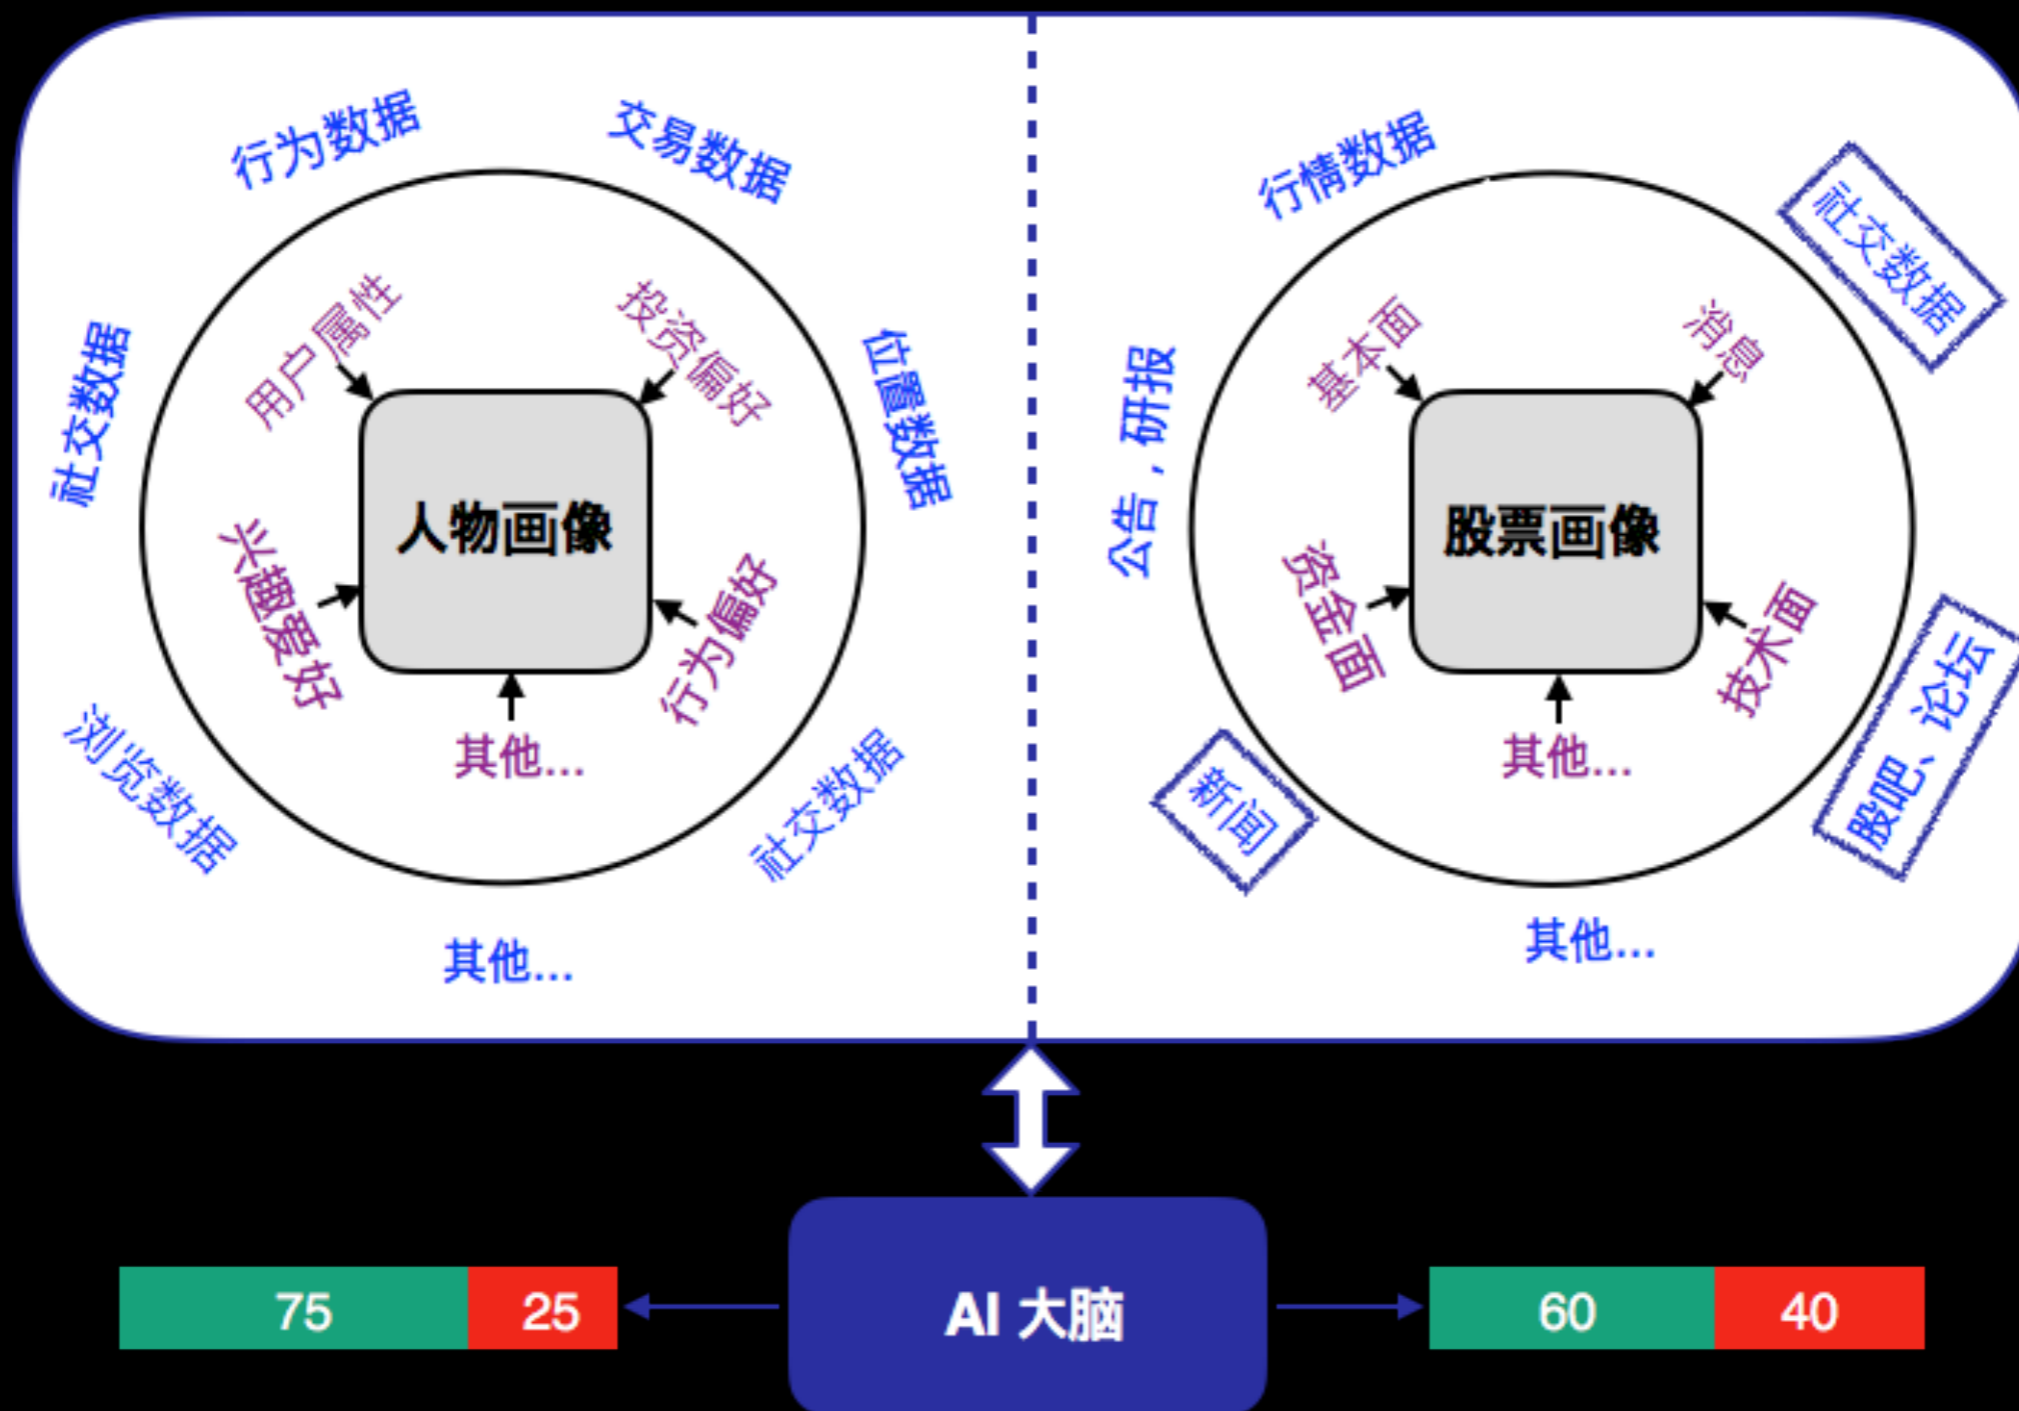 行为数据
交易数据
社交数据
位置数据
用户属性
投资偏好
人物画像
兴趣爱好
行为偏好
其他...
浏览数据
社交数据
其他...
行情数据
社交数据
公告，研报
基本面
消息
股票画像
资金面
技术面
其他...
新闻
股吧、论坛
其他...
75
25
AI 大脑
60
40